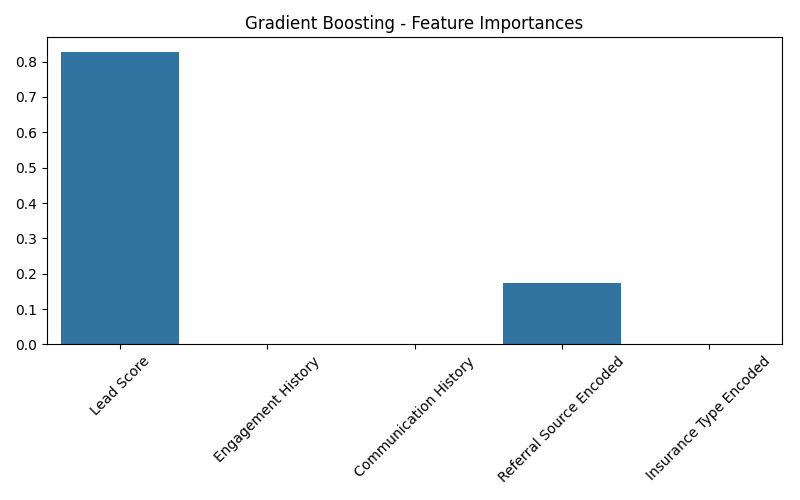 Gradient Boosting - Feature Importances
0.8
0.7
0.6
0.5
0.4
0.3
0.2
0.1
0.0
Lead Score
Engagement History
Communication History
Referral Source Encoded
Insurance Type Encoded